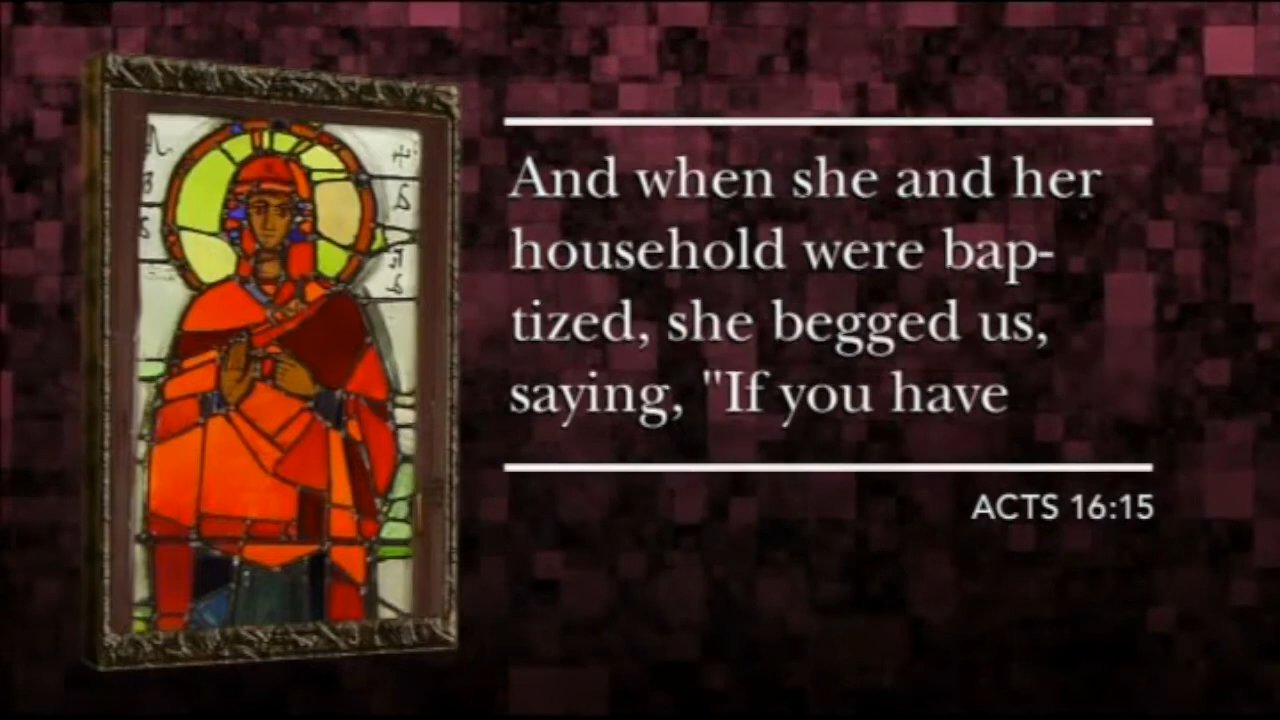 And when she and her
household were bap-
tized, she begged us,
saying, "If you have
ACTS 16:15